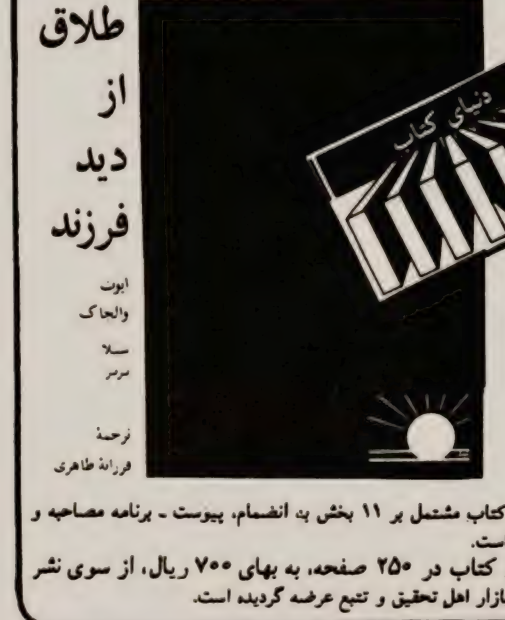 طلاق
از
دید
فرزند
ایوت
والچاک
ترجمهٔ
فرزانهٔ طاهری
دنیای کتاب
کتاب مشتمل بر ۱۱ بخش به انضمام، پیوست ـ برنامه مصاحبه و
است.
کتاب در ۲۵۰ صفحه، به بهای ۷۰۰ ریال، از سوی نشر
بازار اهل تحقیق و تتبع عرضه گردیده است.